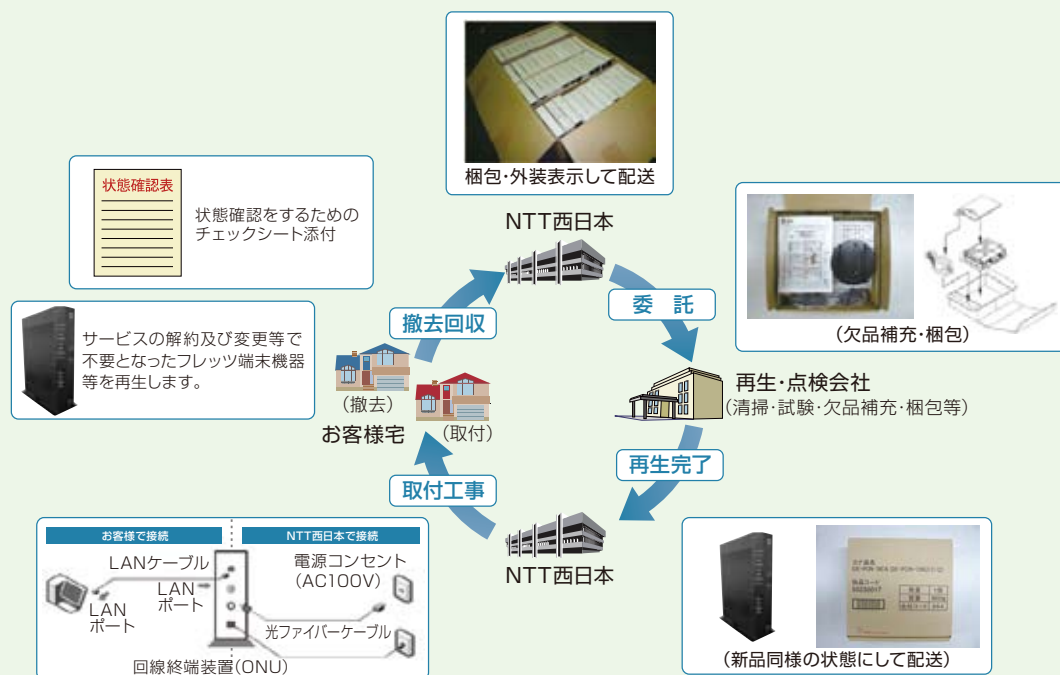 梱包・外装表示して配送
状態確認表
状態確認をするための
チェックシート添付
NTT西日本
撤去回収
委 託
(欠品補充・梱包)
サービスの解約及び変更等で
不要となったフレッツ端末機器
等を再生します。
(撤去)
お客様宅
(取付)
再生・点検会社
(清掃・試験・欠品補充・梱包等)
取付工事
再生完了
NTT西日本
お客様で接続
NTT西日本で接続
LANケーブル
LAN
ポート
LAN
ポート
電源コンセント
(AC100V)
光ファイバーケーブル
回線終端装置(ONU)
(新品同様の状態にして配送)